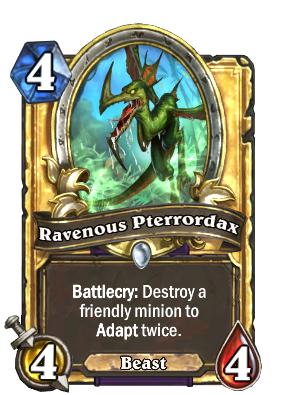 4
Ravenous Pterrordax
Battlecry: Destroy a
friendly minion to
Adapt twice.
4
Beast
4